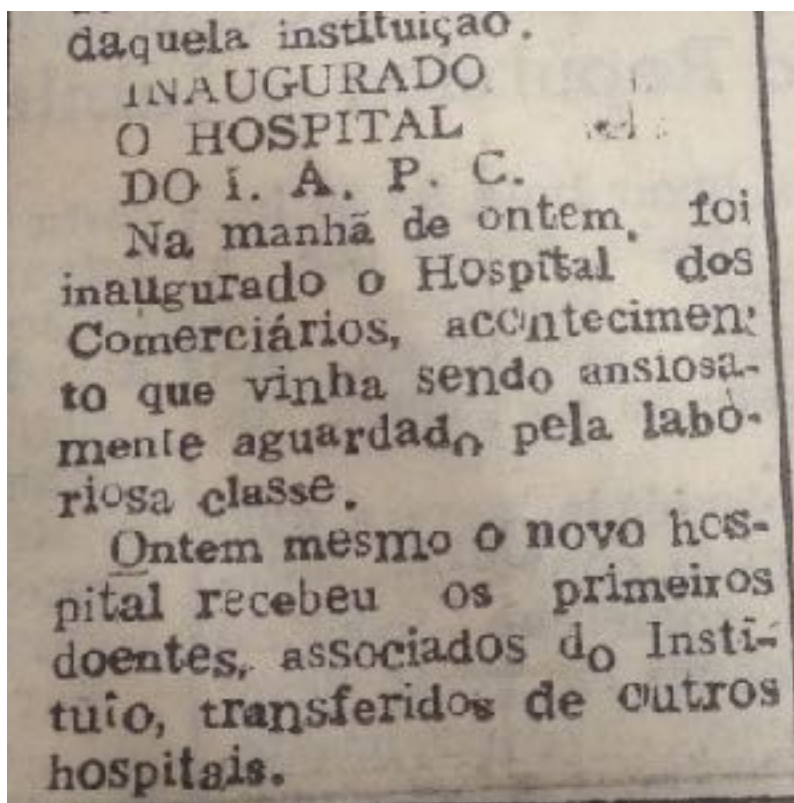 daquela instituição.
INAUGURADO
O HOSPITAL
DO I. A. P. C.
Na manhã de ontem, foi
inaugurado o Hospital dos
Comerciários, acontecimen-
to que vinha sendo ansiosa-
mente aguardado pela labo-
riosa classe.
Ontem mesmo o novo hos-
pital recebeu os primeiros
doentes, associados do Insti-
tuto, transferidos de outros
hospitais.